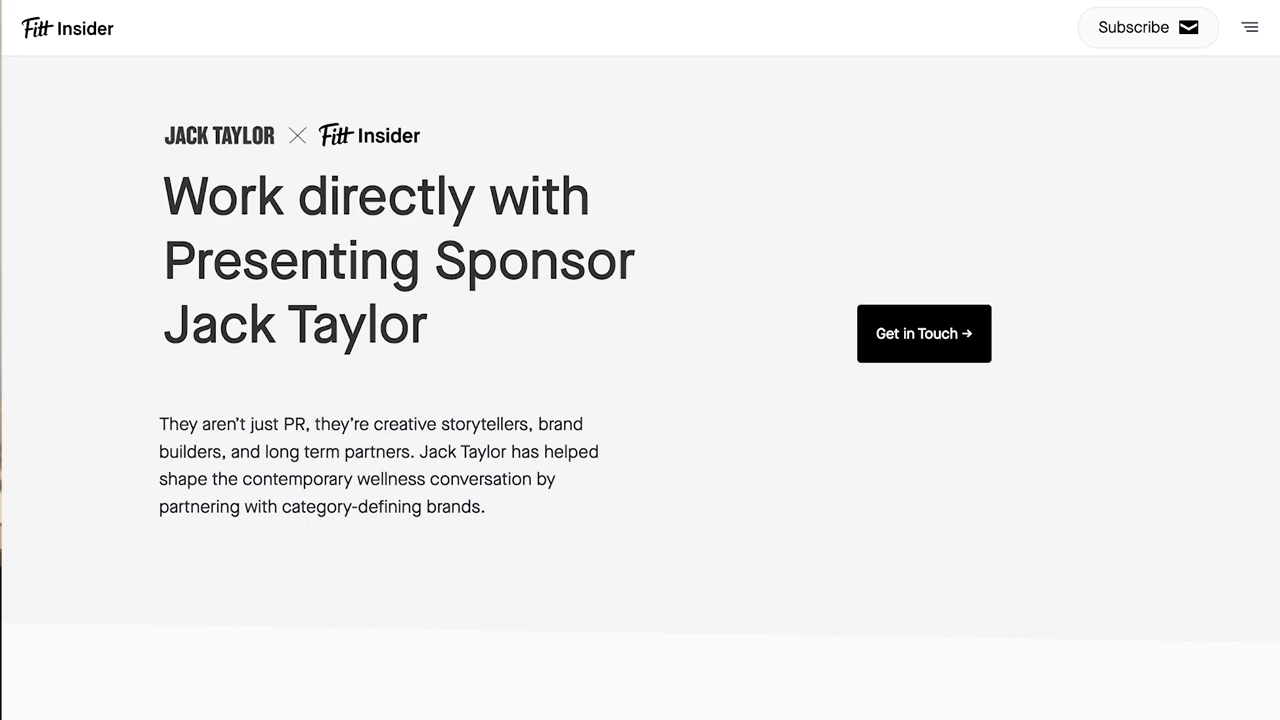 Fitt Insider
Subscribe
JACK TAYLOR × Fitt Insider
Work directly with
Presenting Sponsor
Jack Taylor
Get in Touch →
They aren't just PR, they're creative storytellers, brand
builders, and long term partners. Jack Taylor has helped
shape the contemporary wellness conversation by
partnering with category-defining brands.